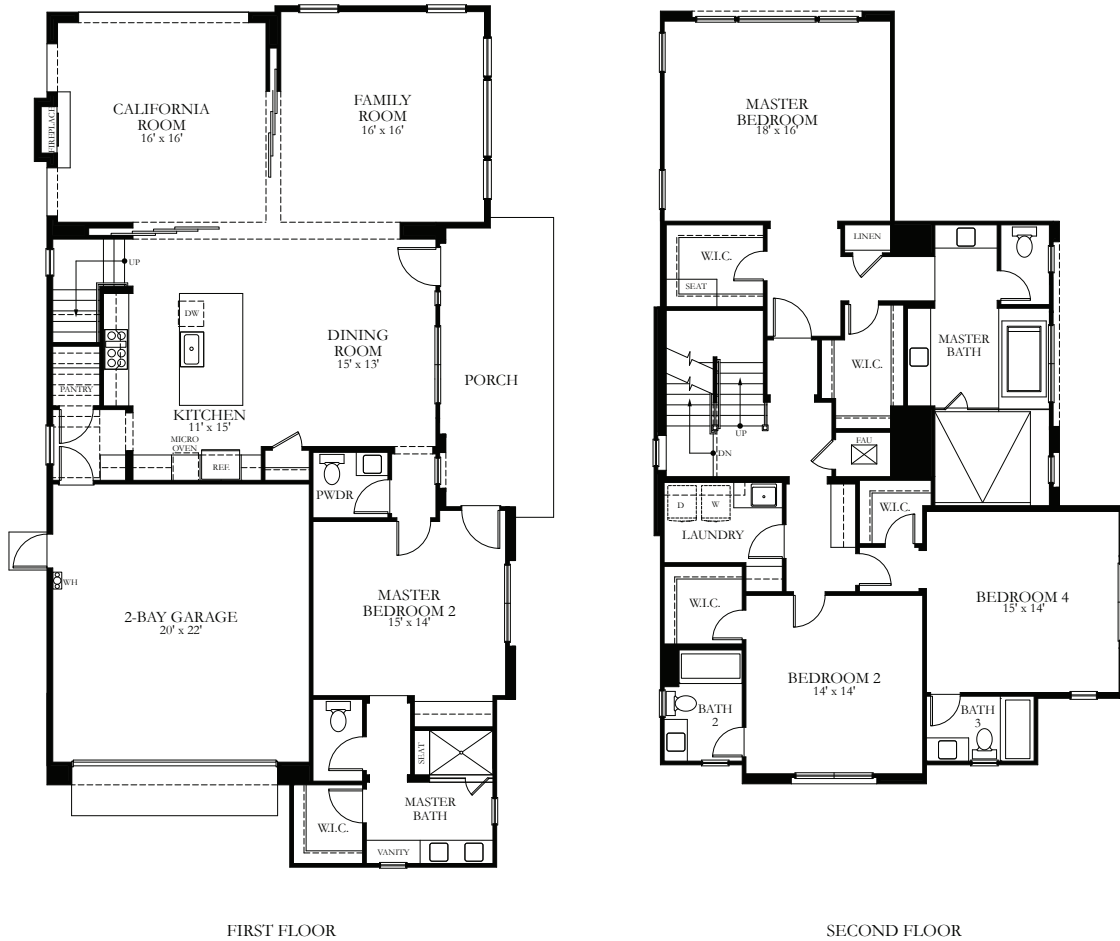 CALIFORNIA
ROOM
16' x 16'
FIREPLACE
FAMILY
ROOM
16' x 16'
UP
DW
DINING
ROOM
15' x 13'
PORCH
PANTRY
KITCHEN
11' x 15'
MICRO
OVEN
REF.
PWDR
WH
2-BAY GARAGE
20' x 22'
MASTER
BEDROOM 2
15' x 14'
SEAT
MASTER
BATH
W.I.C.
VANITY
FIRST FLOOR
MASTER
BEDROOM
18' x 16'
W.I.C.
SEAT
LINEN
MASTER
BATH
W.I.C.
UP
DN
FAU
D
W
LAUNDRY
W.I.C.
W.I.C.
BEDROOM 4
15' x 14'
BEDROOM 2
14' x 14'
BATH
2
BATH
3
SECOND FLOOR